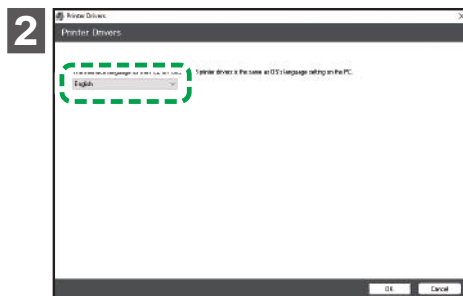 2
Printer Drivers
Printer Drivers
printer drivers is the same as OS's language setting on the PC.
English
OK
Cancel